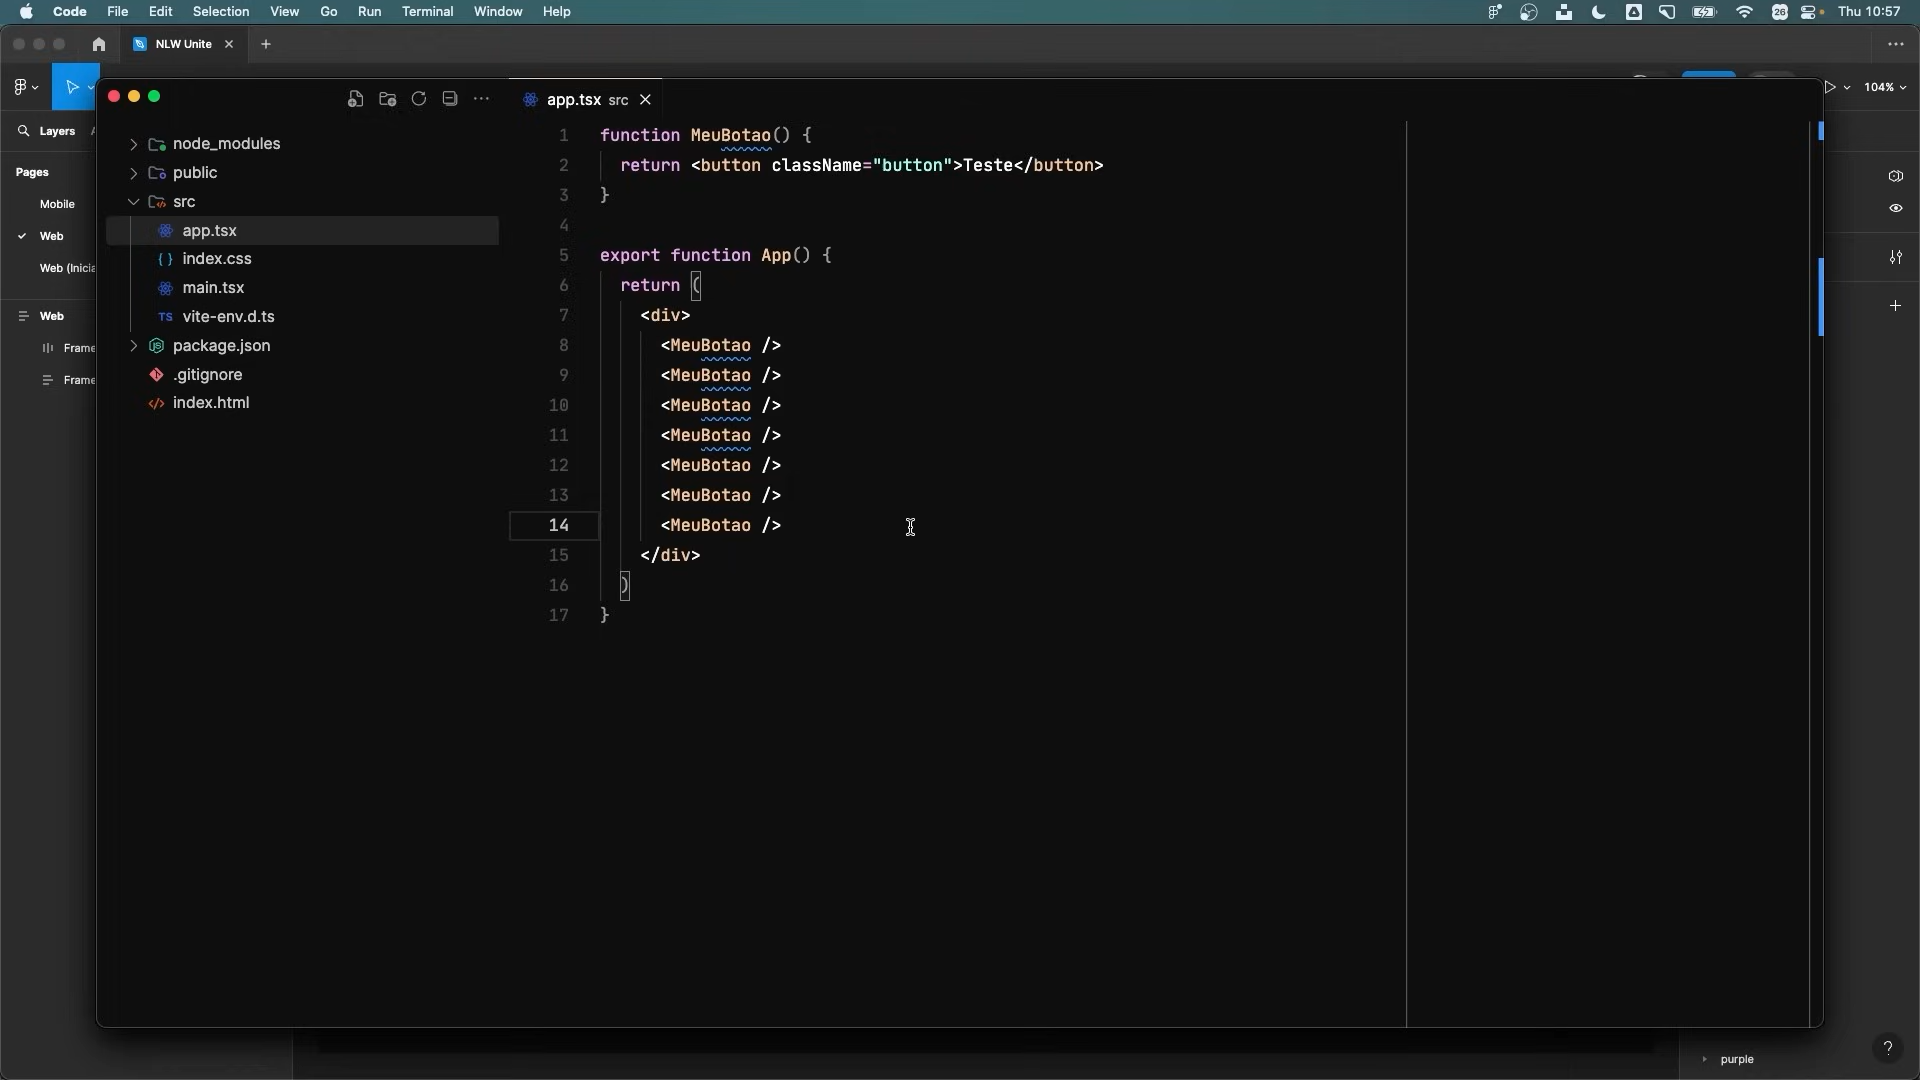 Code File Edit Selection View Go Run Terminal Window Help
26 Thu 10:57
NLW Unite
104%
Layers
Pages
Mobile
Web
Web (Inicia
Web
Frame
Frame
node_modules
public
src
app.tsx
index.css
main.tsx
TS vite-env.d.ts
package.json
.gitignore
index.html
app.tsx src
1 function MeuBotao() {
2 return <button className="button">Teste</button>
3 }
4
5 export function App() {
6 return (
7 <div>
8 <MeuBotao />
9 <MeuBotao />
10 <MeuBotao />
11 <MeuBotao />
12 <MeuBotao />
13 <MeuBotao />
14 <MeuBotao />
15 </div>
16 )
17 }
purple
?